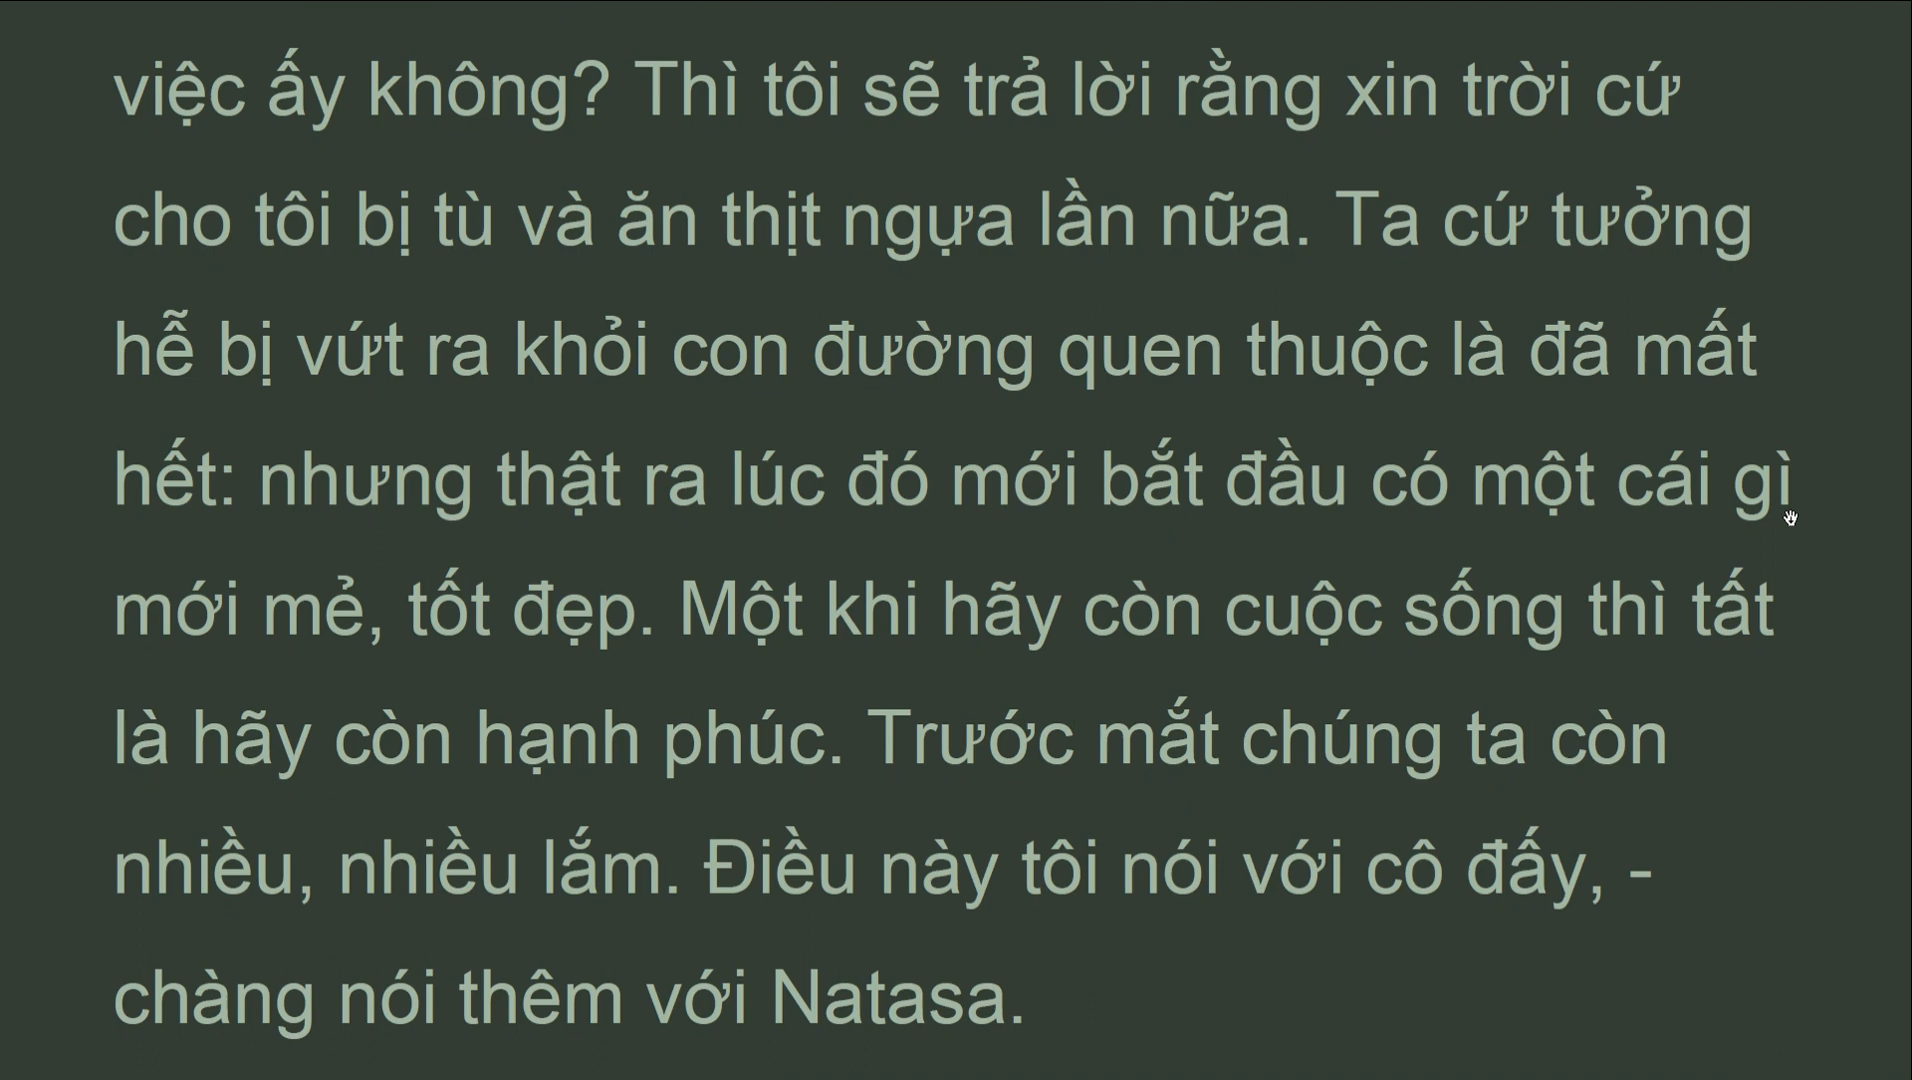 việc ấy không? Thì tôi sẽ trả lời rằng xin trời cứ
cho tôi bị tù và ăn thịt ngựa lần nữa. Ta cứ tưởng
hễ bị vứt ra khỏi con đường quen thuộc là đã mất
hết: nhưng thật ra lúc đó mới bắt đầu có một cái gì
mới mẻ, tốt đẹp. Một khi hãy còn cuộc sống thì tất
là hãy còn hạnh phúc. Trước mắt chúng ta còn
nhiều, nhiều lắm. Điều này tôi nói với cô đấy, -
chàng nói thêm với Natasa.